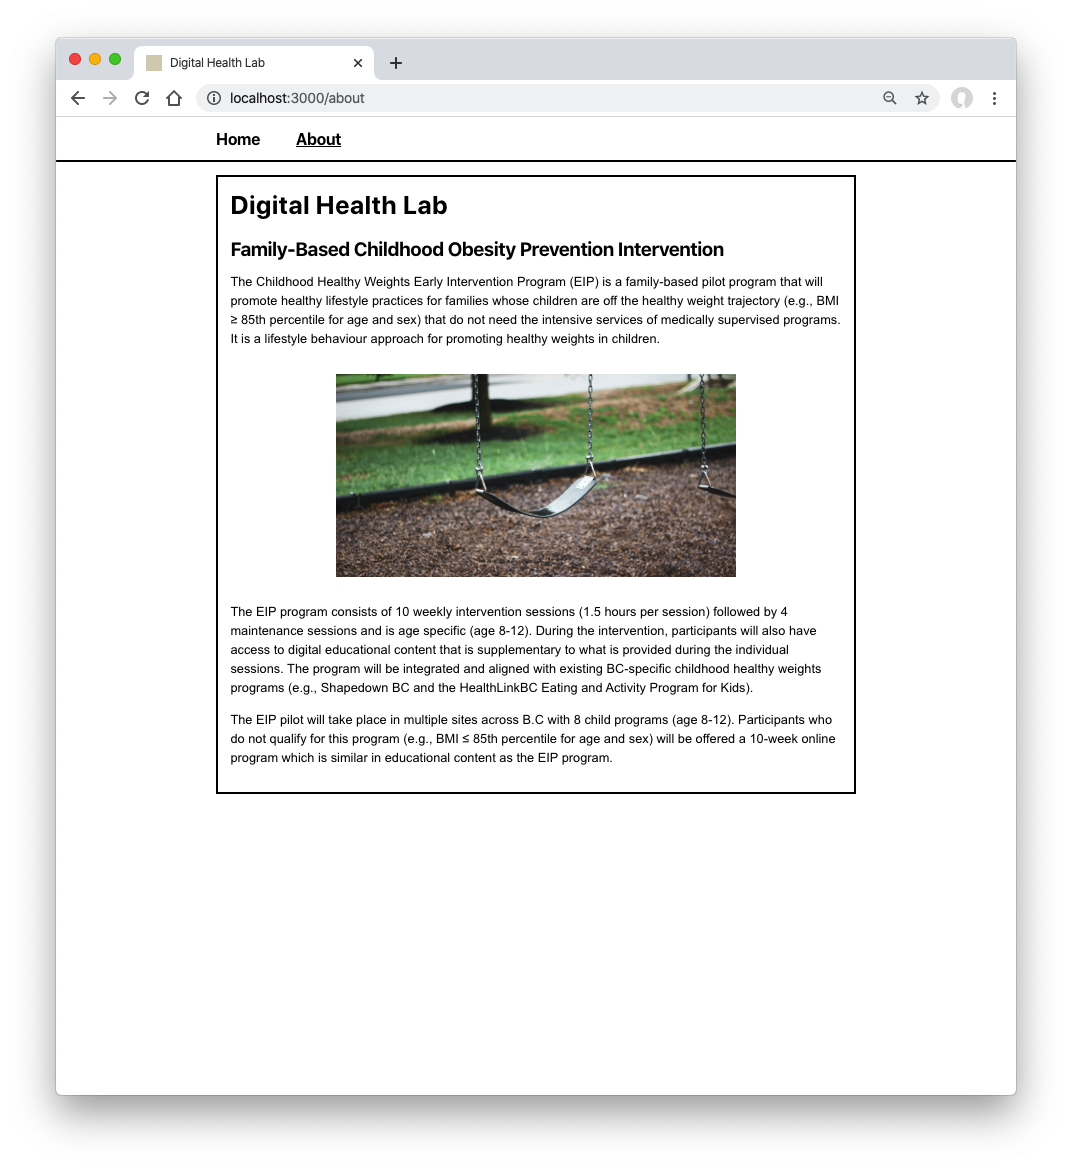 Digital Health Lab
localhost:3000/about
Home About
Digital Health Lab
Family-Based Childhood Obesity Prevention Intervention
The Childhood Healthy Weights Early Intervention Program (EIP) is a family-based pilot program that will
promote healthy lifestyle practices for families whose children are off the healthy weight trajectory (e.g., BMI
≥ 85th percentile for age and sex) that do not need the intensive services of medically supervised programs.
It is a lifestyle behaviour approach for promoting healthy weights in children.
The EIP program consists of 10 weekly intervention sessions (1.5 hours per session) followed by 4
maintenance sessions and is age specific (age 8-12). During the intervention, participants will also have
access to digital educational content that is supplementary to what is provided during the individual
sessions. The program will be integrated and aligned with existing BC-specific childhood healthy weights
programs (e.g., Shapedown BC and the HealthLinkBC Eating and Activity Program for Kids).
The EIP pilot will take place in multiple sites across B.C with 8 child programs (age 8-12). Participants who
do not qualify for this program (e.g., BMI ≤ 85th percentile for age and sex) will be offered a 10-week online
program which is similar in educational content as the EIP program.